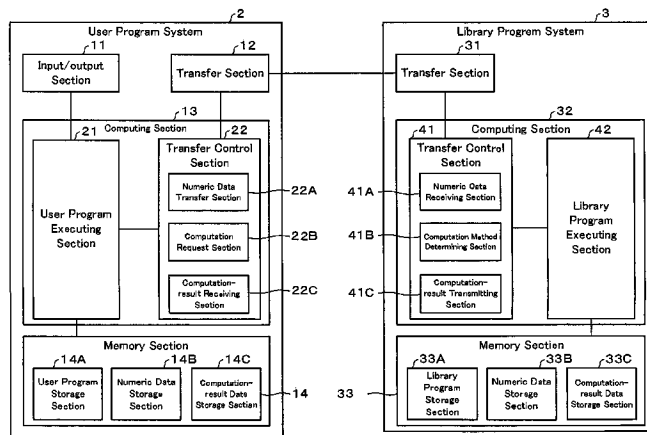 2
User Program System
11
12
Input/output
Section
Transfer Section
13
21
Computing Section
22
User Program
Executing
Section
Transfer Control
Section
Numeric Data
Transfer Section
22A
Computation
Request Section
22B
Computation-
result Receiving
Section
22C
Memory Section
14A
14B
14C
User Program
Storage
Section
Numeric Data
Storage
Section
Computation-
result Data
Storage Section
14
3
Library Program System
31
Transfer Section
32
41
Computing Section
42
Transfer Control
Section
41A
Numeric Data
Receiving Section
41B
Computation Method
Determining Section
41C
Computation-
result Transmitting
Section
Library
Program
Executing
Section
Memory Section
33A
33B
33C
33
Library
Program
Storage
Section
Numeric Data
Storage
Section
Computation-
result Data
Storage Section